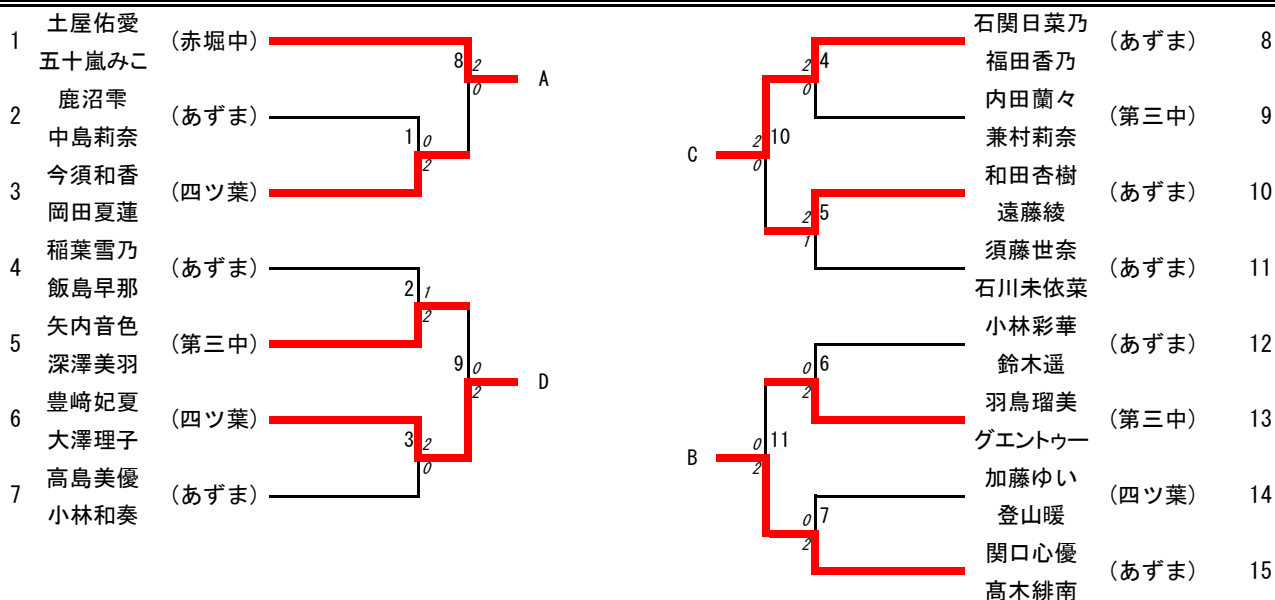 土屋佑愛
1 (赤堀中)
五十嵐みこ
8 2
0 A
鹿沼雫
2 (あずま)
中島莉奈
1 0
2
今須和香
3 (四ツ葉)
岡田夏蓮
稲葉雪乃
4 (あずま)
飯島早那
2 1
2
矢内音色
5 (第三中)
深澤美羽
9 0
2 D
豊﨑妃夏
6 (四ツ葉)
大澤理子
3 2
0
高島美優
7 (あずま)
小林和奏
石関日菜乃
(あずま) 8
福田香乃
2 4
0
内田蘭々
(第三中) 9
兼村莉奈
C 2 10
0
和田杏樹
(あずま) 10
遠藤綾
2 5
1
須藤世奈
(あずま) 11
石川未依菜
小林彩華
(あずま) 12
鈴木遥
0 6
2
羽鳥瑠美
(第三中) 13
グエントゥー
B 0 11
2
加藤ゆい
(四ツ葉) 14
登山暖
0 7
2
関口心優
(あずま) 15
髙木緋南